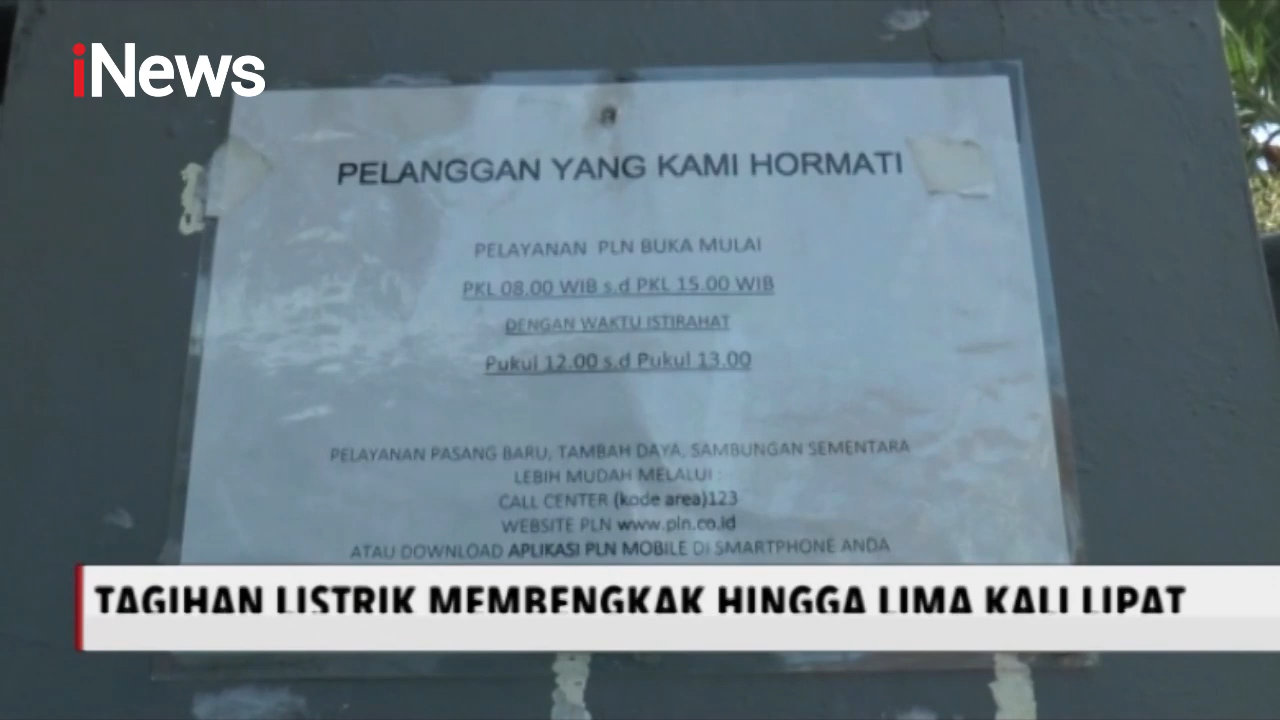 iNews
PELANGGAN YANG KAMI HORMATI
PELAYANAN PLN BUKA MULAI
PKL 08.00 WIB s.d PKL 15.00 WIB
DENGAN WAKTU ISTIRAHAT
Pukul 12.00 s.d Pukul 13.00
PELAYANAN PASANG BARU, TAMBAH DAYA, SAMBUNGAN SEMENTARA
LEBIH MUDAH MELALUI :
CALL CENTER (kode area)123
WEBSITE PLN www.pln.co.id
ATAU DOWNLOAD APLIKASI PLN MOBILE DI SMARTPHONE ANDA
TAGIHAN LISTRIK MEMBENGKAK HINGGA LIMA KALI LIPAT